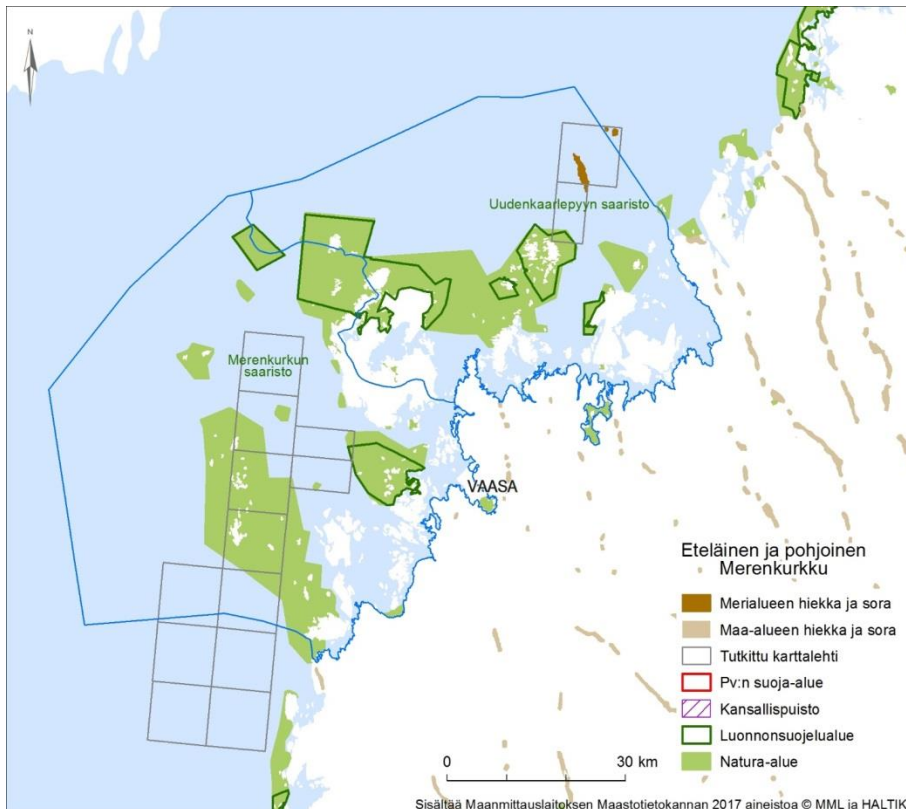 N
Uudenkaarlepyyn saaristo
Merenkurkun
saaristo
VAASA
Eteläinen ja pohjoinen
Merenkurkku
Merialueen hiekka ja sora
Maa-alueen hiekka ja sora
Tutkittu karttalehti
Pv:n suoja-alue
Kansallispuisto
Luonnonsuojelualue
Natura-alue
0 30 km
Sisältää Maanmittauslaitoksen Maastotietokannan 2017 aineistoa © MML ja HALTIK